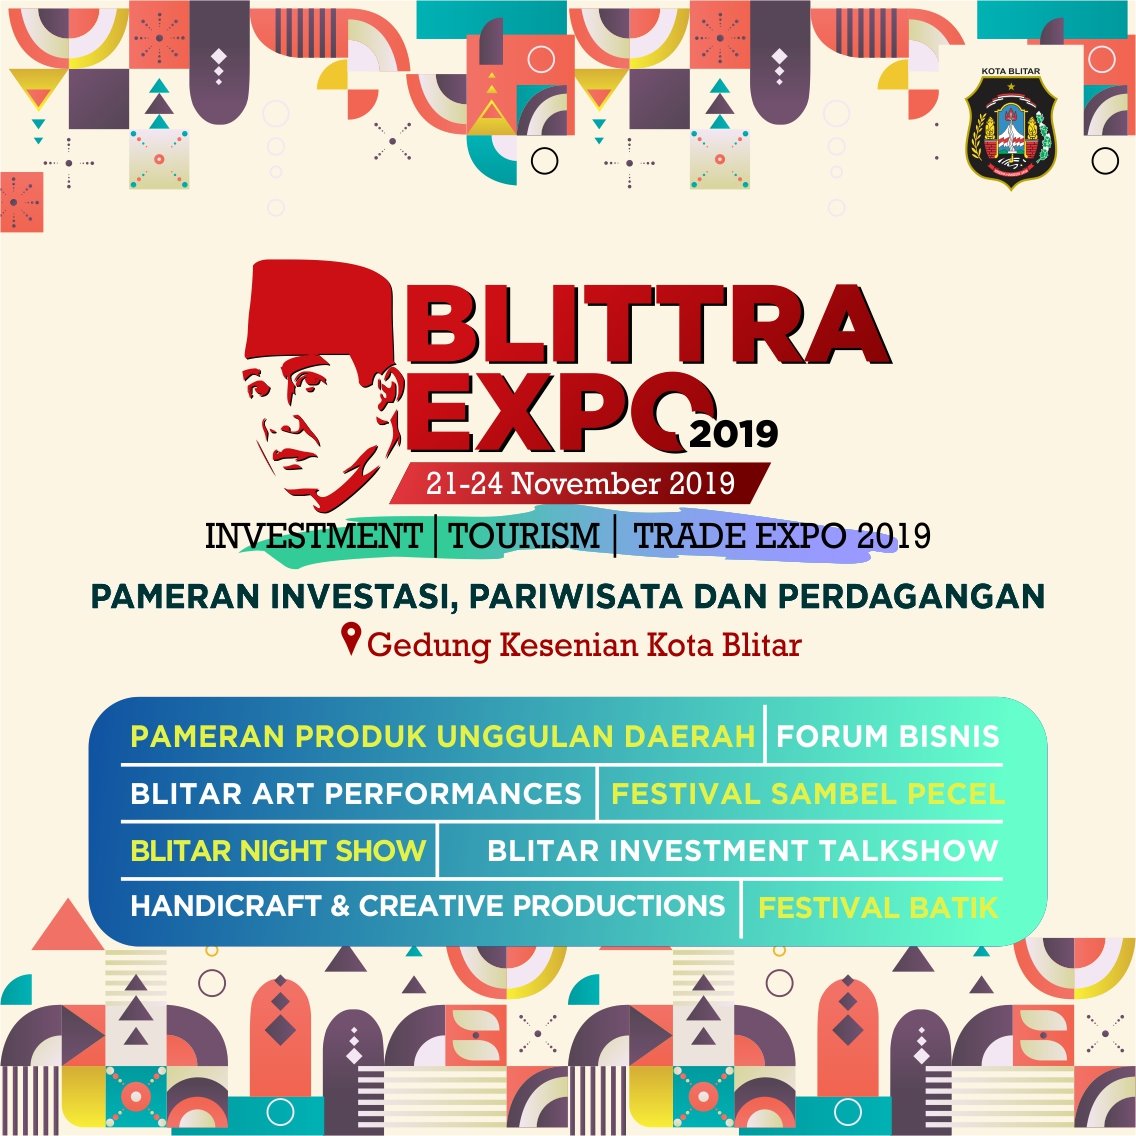 KOTA BLITAR
BLITTRA
EXPO 2019
21-24 November 2019
INVESTMENT | TOURISM | TRADE EXPO 2019
PAMERAN INVESTASI, PARIWISATA DAN PERDAGANGAN
Gedung Kesenian Kota Blitar
PAMERAN PRODUK UNGGULAN DAERAH | FORUM BISNIS
BLITAR ART PERFORMANCES | FESTIVAL SAMBEL PECEL
BLITAR NIGHT SHOW | BLITAR INVESTMENT TALKSHOW
HANDICRAFT & CREATIVE PRODUCTIONS | FESTIVAL BATIK